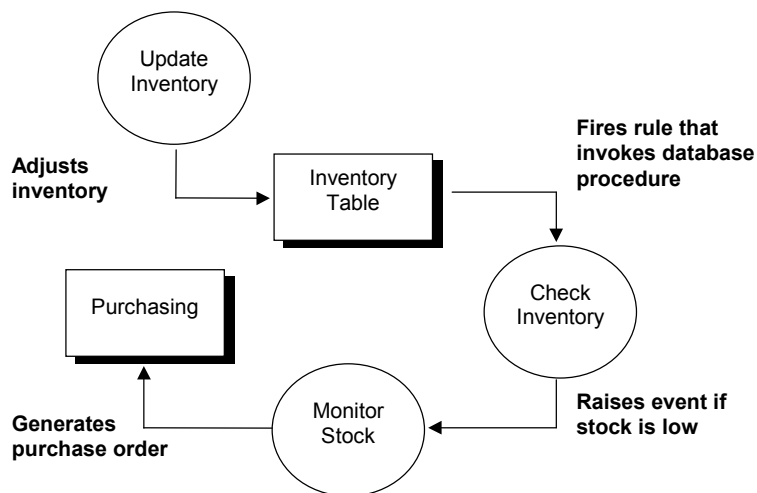 Update
Inventory
Adjusts
inventory
Inventory
Table
Fires rule that
invokes database
procedure
Check
Inventory
Raises event if
stock is low
Monitor
Stock
Generates
purchase order
Purchasing